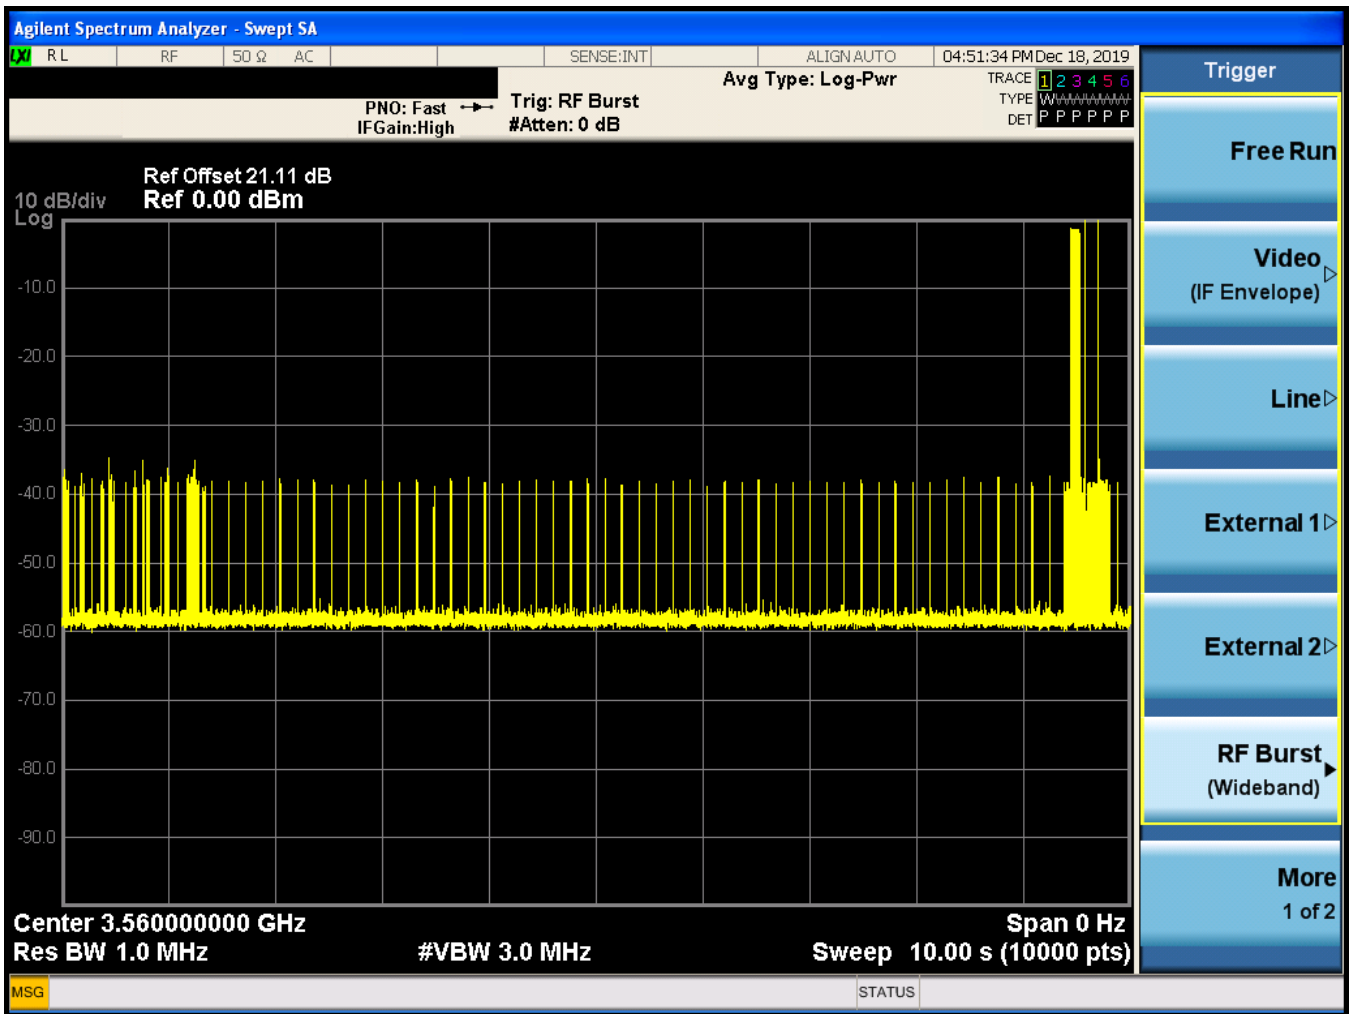 Agilent Spectrum Analyzer - Swept SA
LXI RL RF 50 Ω AC SENSE:INT ALIGN AUTO 04:51:34 PM Dec 18, 2019
Avg Type: Log-Pwr
TRACE 1 2 3 4 5 6
TYPE WWWWWW
DET P P P P P P
PNO: Fast
IFGain:High
Trig: RF Burst
#Atten: 0 dB
Ref Offset 21.11 dB
10 dB/div Ref 0.00 dBm
Log
-10.0
-20.0
-30.0
-40.0
-50.0
-60.0
-70.0
-80.0
-90.0
Center 3.560000000 GHz Span 0 Hz
Res BW 1.0 MHz #VBW 3.0 MHz Sweep 10.00 s (10000 pts)
MSG STATUS
Trigger
Free Run
Video
(IF Envelope)
Line
External 1
External 2
RF Burst
(Wideband)
More
1 of 2